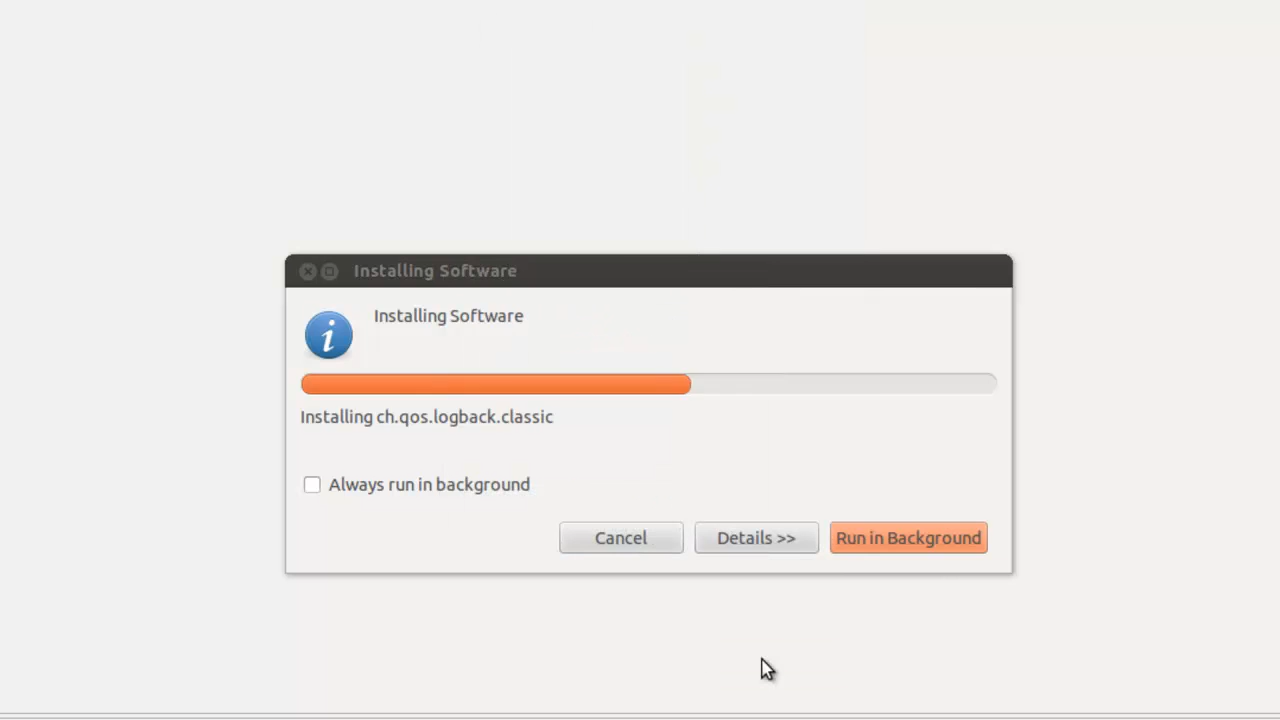 Installing Software
Installing Software
Installing ch.qos.logback.classic
Always run in background
Cancel
Details >>
Run in Background